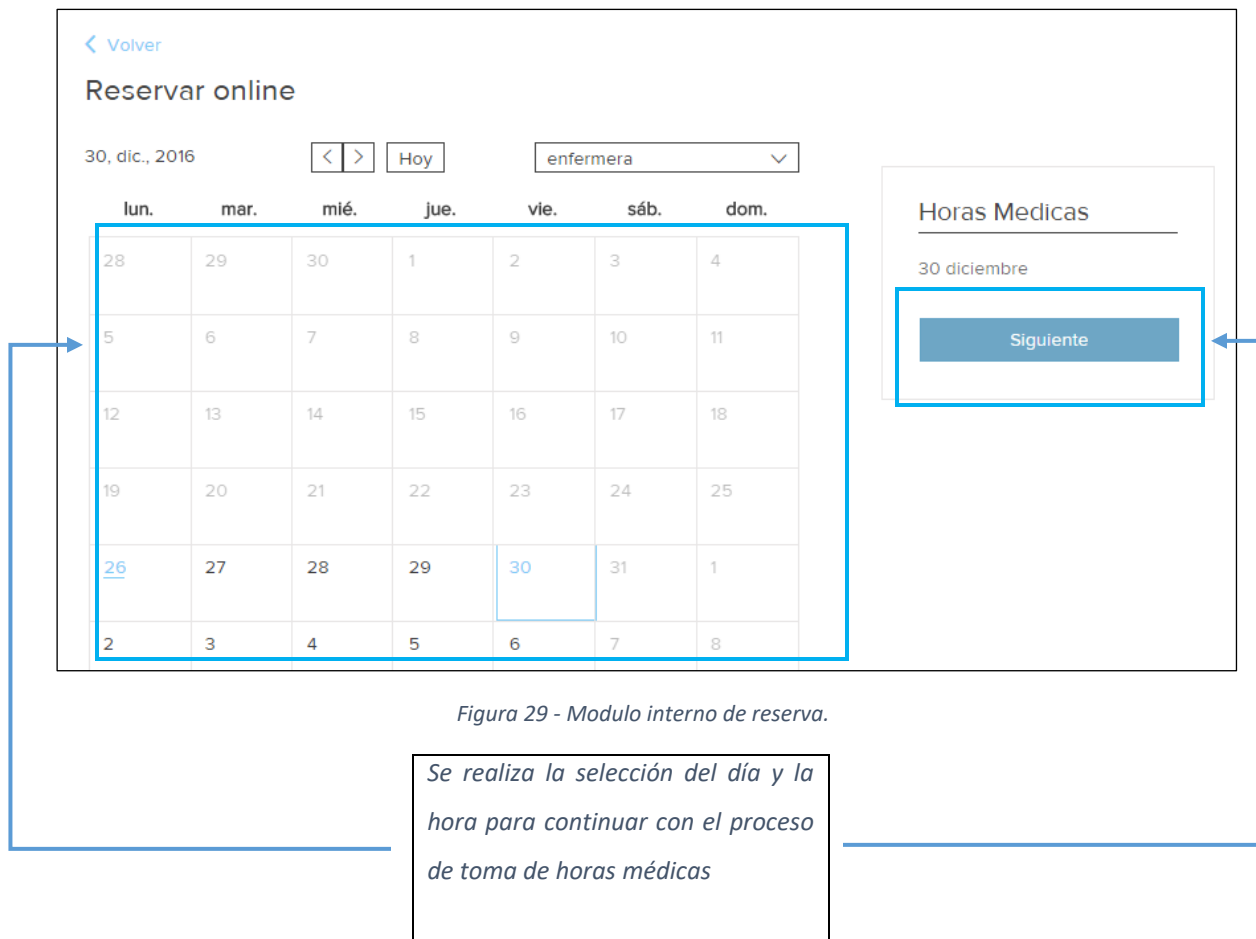 Volver
Reservar online
30, dic., 2016 Hoy enfermera
lun. mar. mié. jue. vie. sáb. dom.
28 29 30 1 2 3 4
5 6 7 8 9 10 11
12 13 14 15 16 17 18
19 20 21 22 23 24 25
26 27 28 29 30 31 1
2 3 4 5 6 7 8
Horas Medicas
30 diciembre
Siguiente
Figura 29 - Modulo interno de reserva.
Se realiza la selección del día y la
hora para continuar con el proceso
de toma de horas médicas